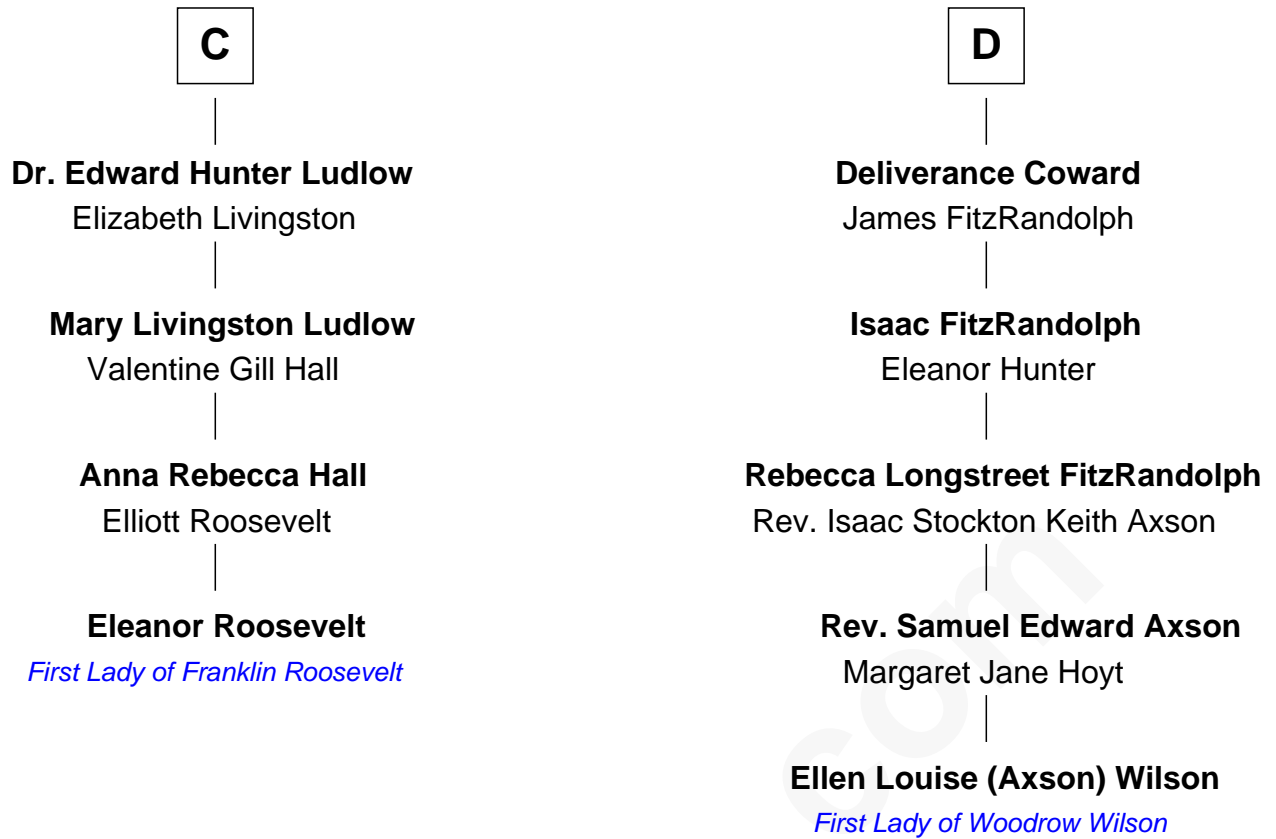 C
Dr. Edward Hunter Ludlow
Elizabeth Livingston
Mary Livingston Ludlow
Valentine Gill Hall
Anna Rebecca Hall
Elliott Roosevelt
Eleanor Roosevelt
First Lady of Franklin Roosevelt
D
Deliverance Coward
James FitzRandolph
Isaac FitzRandolph
Eleanor Hunter
Rebecca Longstreet FitzRandolph
Rev. Isaac Stockton Keith Axson
Rev. Samuel Edward Axson
Margaret Jane Hoyt
Ellen Louise (Axson) Wilson
First Lady of Woodrow Wilson
com